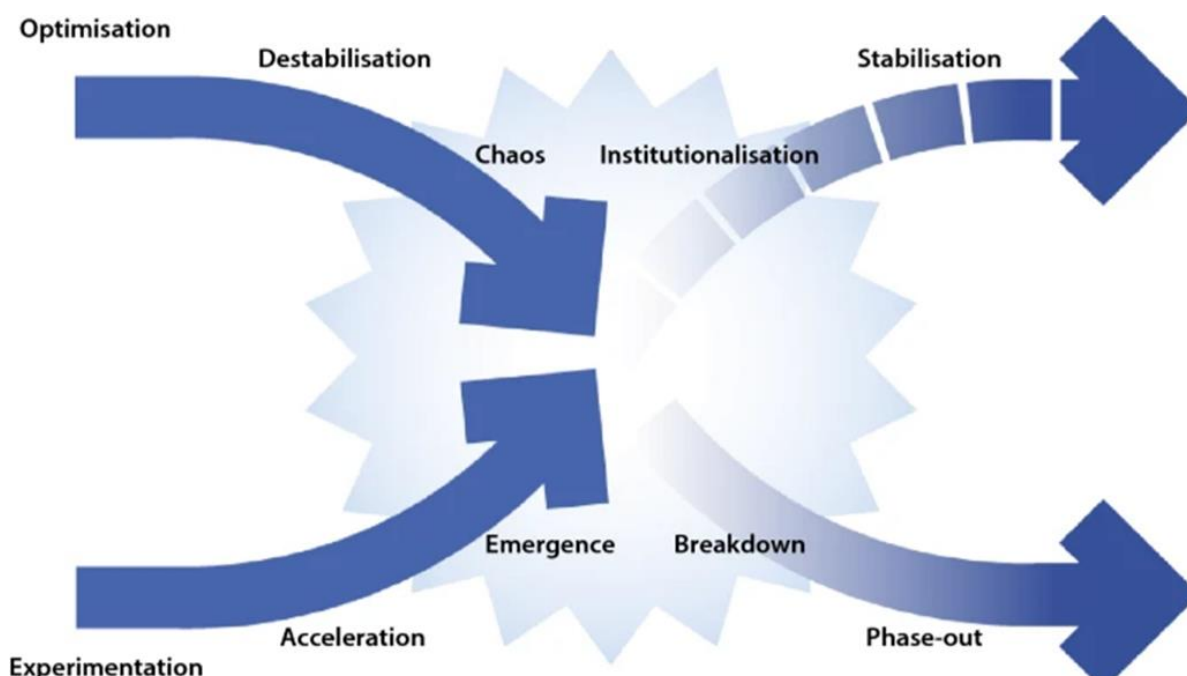 Optimisation
Destabilisation
Stabilisation
Chaos
Institutionalisation
Emergence
Breakdown
Acceleration
Phase-out
Experimentation